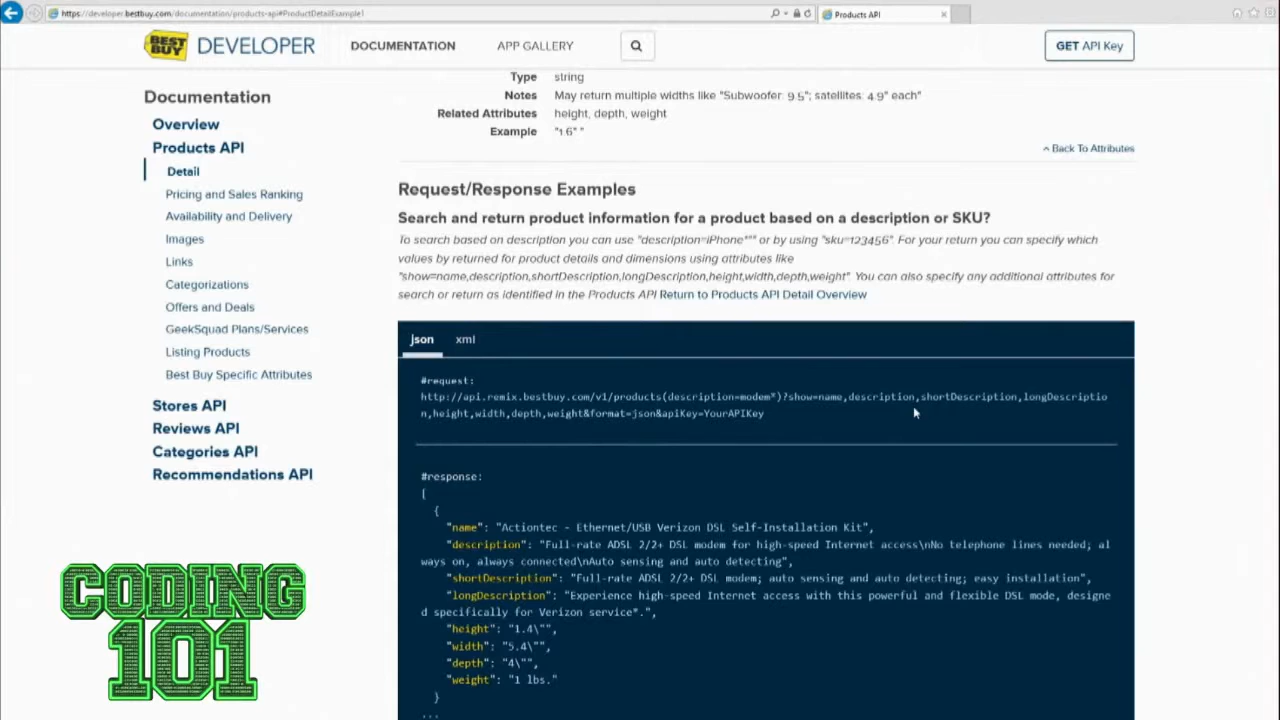 https://developer.bestbuy.com/documentation/products-api#ProductDetailExample1
Products API
BEST BUY DEVELOPER
DOCUMENTATION
APP GALLERY
GET API Key
Documentation
Overview
Products API
Detail
Pricing and Sales Ranking
Availability and Delivery
Images
Links
Categorizations
Offers and Deals
GeekSquad Plans/Services
Listing Products
Best Buy Specific Attributes
Stores API
Reviews API
Categories API
Recommendations API
Type string
Notes May return multiple widths like "Subwoofer: 9.5"; satellites: 4.9" each"
Related Attributes height, depth, weight
Example "1.6" "
^ Back To Attributes
Request/Response Examples
Search and return product information for a product based on a description or SKU?
To search based on description you can use "description=iPhone*"" or by using "sku=123456". For your return you can specify which
values by returned for product details and dimensions using attributes like
"show=name,description,shortDescription,longDescription,height,width,depth,weight" You can also specify any additional attributes for
search or return as identified in the Products API Return to Products API Detail Overview
json xml
#request:
http://api.remix.bestbuy.com/v1/products(description=modem*)?show=name,description,shortDescription,longDescriptio
n,height,width,depth,weight&format=json&apiKey=YourAPIKey
#response:
[
{
"name": "Actiontec - Ethernet/USB Verizon DSL Self-Installation Kit",
"description": "Full-rate ADSL 2/2+ DSL modem for high-speed Internet access\nNo telephone lines needed; al
ways on, always connected\nAuto sensing and auto detecting",
"shortDescription": "Full-rate ADSL 2/2+ DSL modem; auto sensing and auto detecting; easy installation",
"longDescription": "Experience high-speed Internet access with this powerful and flexible DSL mode, designe
d specifically for Verizon service*.",
"height": "1.4\"",
"width": "5.4\"",
"depth": "4\"",
"weight": "1 lbs."
}
...
CODING
101